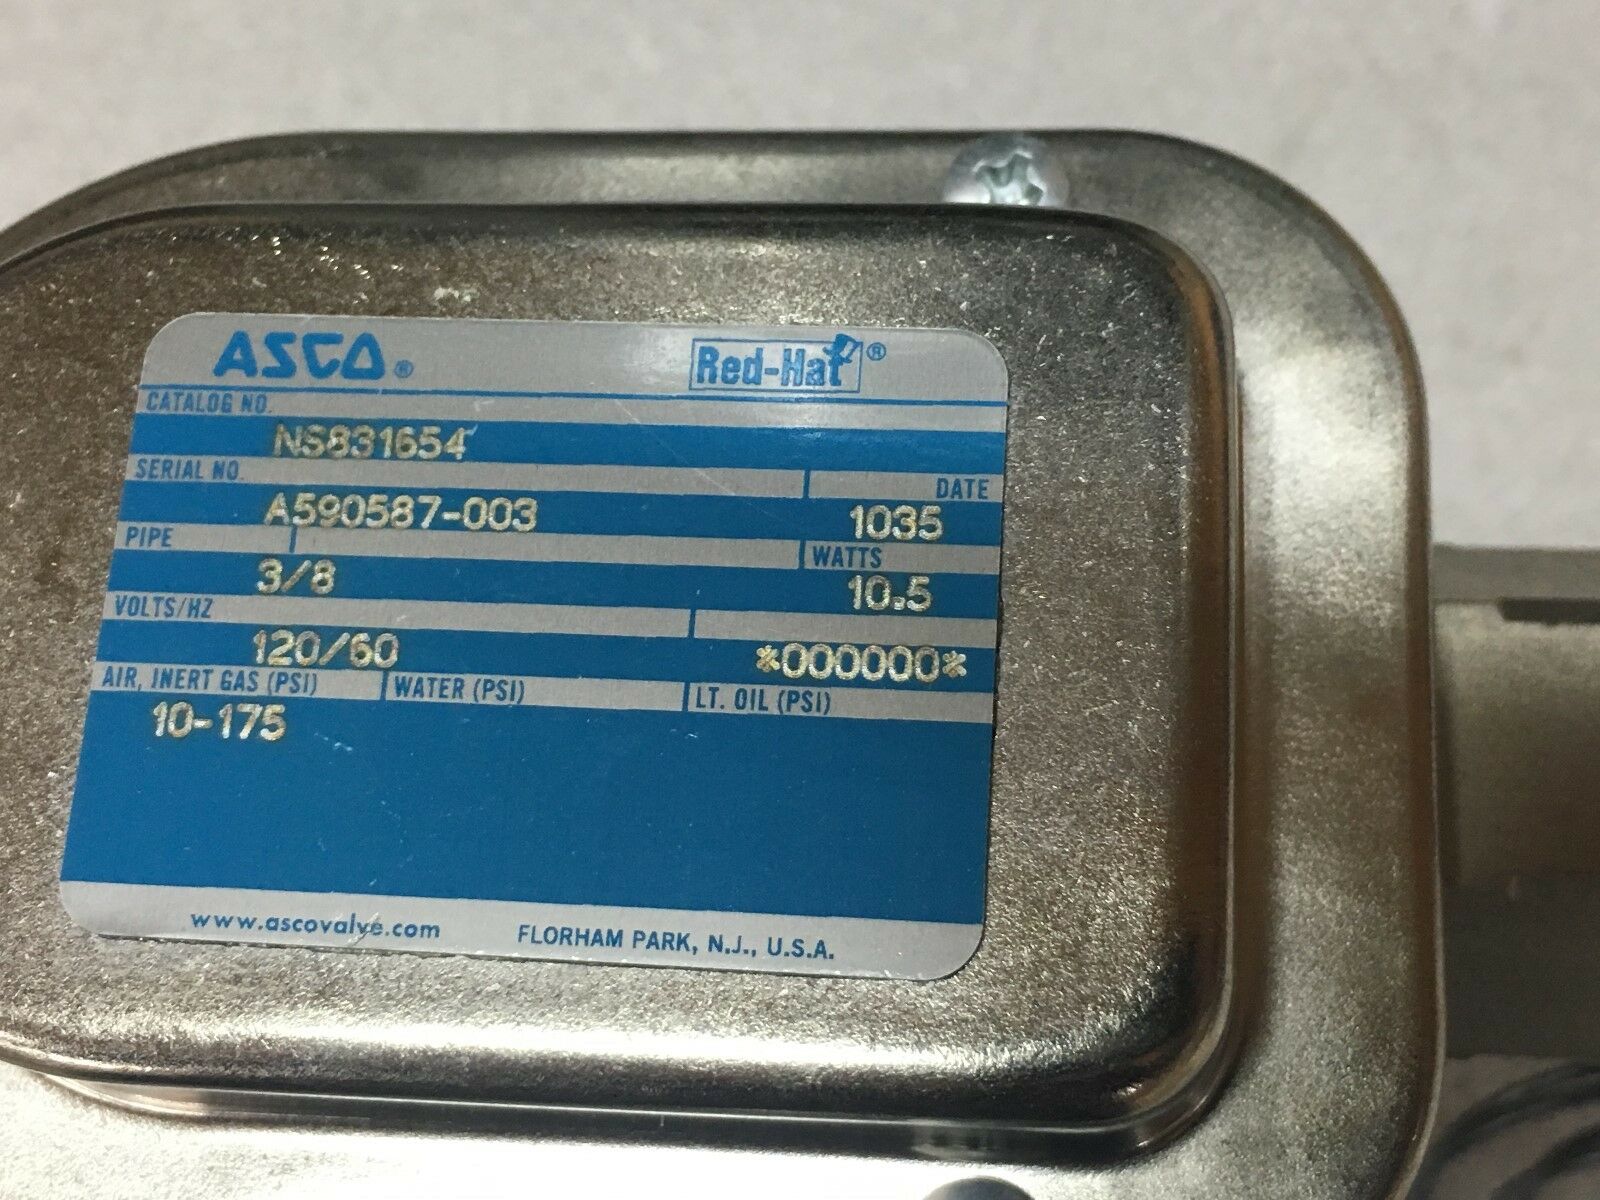 ASCO® Red-Hat®
CATALOG NO.
NS831654
SERIAL NO. DATE
A590587-003 1035
PIPE WATTS
3/8 10.5
VOLTS/HZ
120/60 *000000*
AIR, INERT GAS (PSI) WATER (PSI) LT. OIL (PSI)
10-175
www.ascovalve.com FLORHAM PARK, N.J., U.S.A.